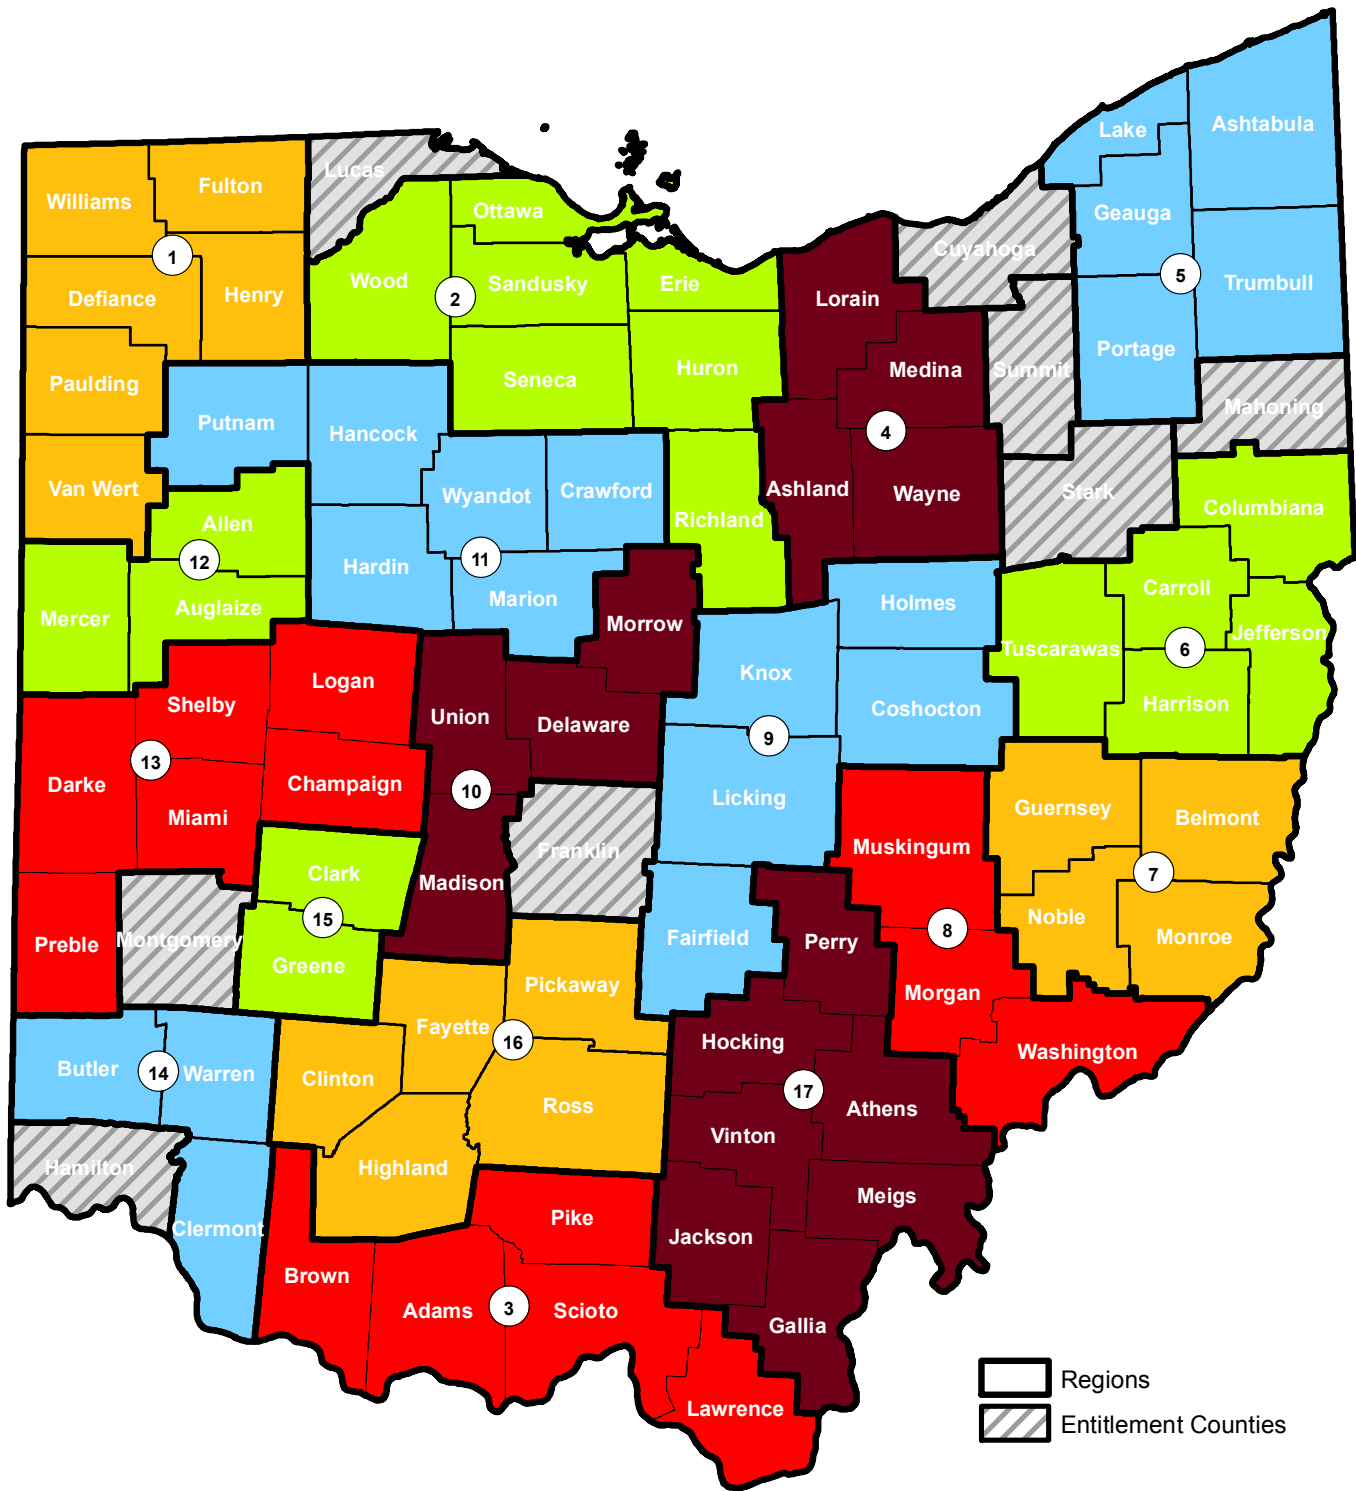 Ashtabula
Lake
Lucas
Fulton
Williams
Ottawa
Geauga
Cuyahoga
1
5
Wood
Sandusky
Erie
Trumbull
Henry
Defiance
2
Lorain
Portage
Huron
Medina
Summit
Seneca
Paulding
Mahoning
Putnam
Hancock
4
Van Wert
Wyandot
Crawford
Ashland
Wayne
Stark
Columbiana
Allen
Richland
12
11
Hardin
Carroll
Marion
Holmes
Auglaize
Mercer
Morrow
Jefferson
6
Tuscarawas
Knox
Logan
Harrison
Shelby
Union
Coshocton
Delaware
9
13
Darke
Champaign
10
Licking
Guernsey
Miami
Belmont
Muskingum
Franklin
Clark
7
Madison
15
Noble
8
Preble
Montgomery
Fairfield
Perry
Monroe
Greene
Pickaway
Morgan
Fayette
16
Hocking
Washington
Butler
14
Warren
Clinton
17
Ross
Athens
Vinton
Hamilton
Highland
Meigs
Pike
Clermont
Jackson
Brown
3
Adams
Scioto
Gallia
Lawrence
Regions
Entitlement Counties